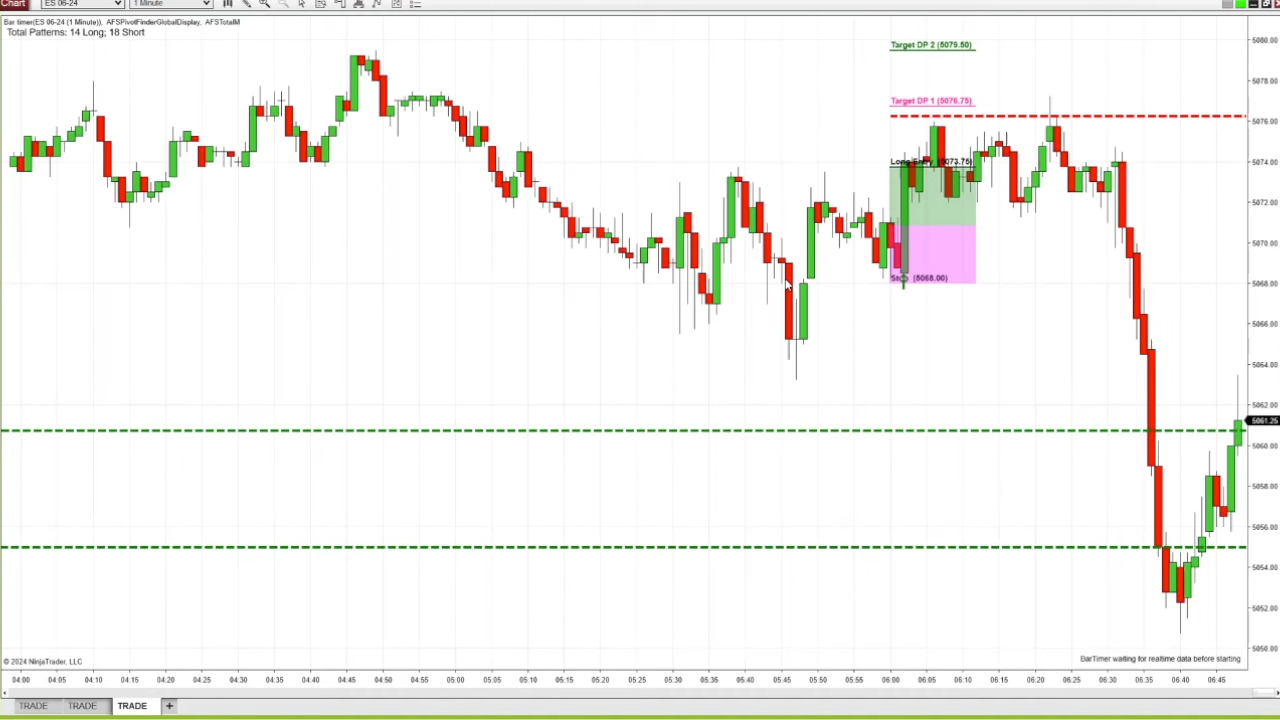 Chart ES 06-24 1 Minute
Bar timer(ES 06-24 (1 Minute)), AFSPivotFinderGlobalDisplay, AFSTotalM
Total Patterns: 14 Long; 18 Short
Target DP 2 (5079.50)
Target DP 1 (5076.75)
Long Entry (5073.75)
Stop (5068.00)
5080.00
5078.00
5076.00
5074.00
5072.00
5070.00
5068.00
5066.00
5064.00
5062.00
5061.25
5060.00
5058.00
5056.00
5054.00
5052.00
5050.00
© 2024 NinjaTrader, LLC
BarTimer waiting for realtime data before starting
04:00 04:05 04:10 04:15 04:20 04:25 04:30 04:35 04:40 04:45 04:50 04:55 05:00 05:05 05:10 05:15 05:20 05:25 05:30 05:35 05:40 05:45 05:50 05:55 06:00 06:05 06:10 06:15 06:20 06:25 06:30 06:35 06:40 06:45
TRADE TRADE TRADE +